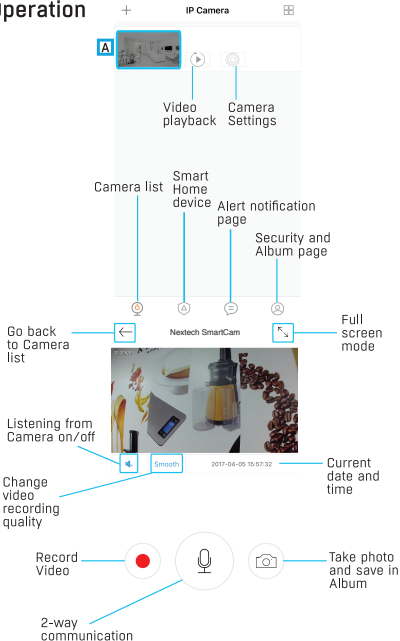 Operation
IP Camera
A
Video
playback
Camera
Settings
Camera list
Smart
Home
device
Alert notification
page
Security and
Album page
Go back
to Camera
list
Nextech SmartCam
Full
screen
mode
Listening from
Camera on/off
Smooth
2017-04-05 15:57:32
Current
date and
time
Change
video
recording
quality
Record
Video
Take photo
and save in
Album
2-way
communication